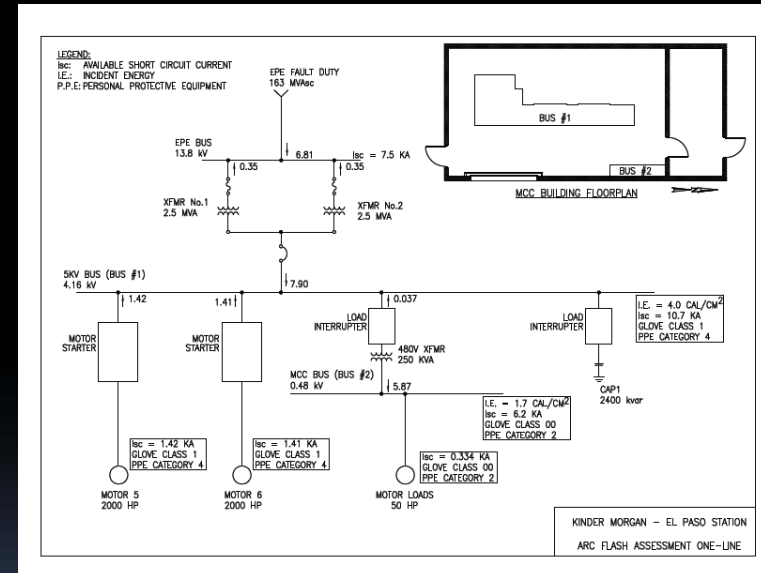 LEGEND:
Isc: AVAILABLE SHORT CIRCUIT CURRENT
I.E.: INCIDENT ENERGY
P.P.E: PERSONAL PROTECTIVE EQUIPMENT
EPE FAULT DUTY
163 MVAsc
BUS #1
BUS #2
MCC BUILDING FLOORPLAN
EPE BUS
13.8 kV
6.81
Isc = 7.5 KA
0.35
0.35
XFMR No.1
2.5 MVA
XFMR No.2
2.5 MVA
5KV BUS (BUS #1)
4.16 kV
7.90
1.42
1.41
0.037
MOTOR
STARTER
MOTOR
STARTER
LOAD
INTERRUPTER
LOAD
INTERRUPTER
I.E. = 4.0 CAL/CM2
Isc = 10.7 KA
GLOVE CLASS 1
PPE CATEGORY 4
480V XFMR
250 KVA
MCC BUS (BUS #2)
0.48 kV
5.87
CAP1
2400 kvar
I.E. = 1.7 CAL/CM2
Isc = 6.2 KA
GLOVE CLASS 00
PPE CATEGORY 2
Isc = 1.42 KA
GLOVE CLASS 1
PPE CATEGORY 4
Isc = 1.41 KA
GLOVE CLASS 1
PPE CATEGORY 4
Isc = 0.334 KA
GLOVE CLASS 00
PPE CATEGORY 2
MOTOR 5
2000 HP
MOTOR 6
2000 HP
MOTOR LOADS
50 HP
KINDER MORGAN - EL PASO STATION
ARC FLASH ASSESSMENT ONE-LINE